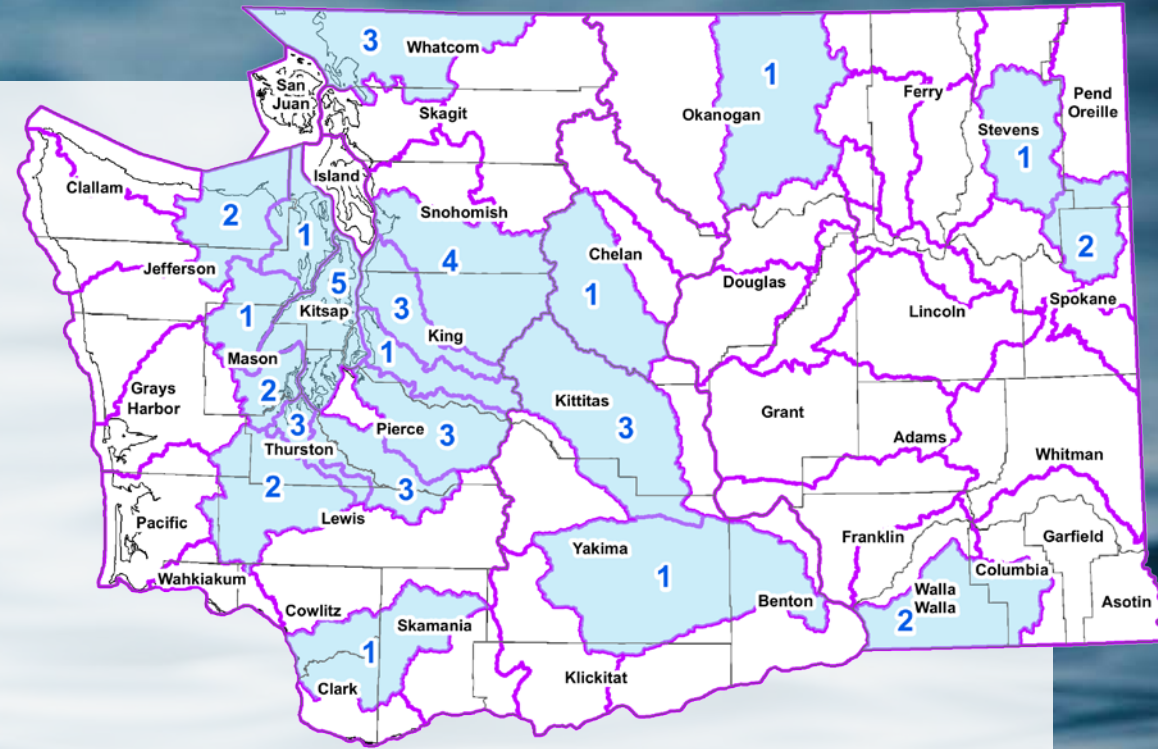 3
Whatcom
San
Juan
Skagit
Okanogan
1
Ferry
Pend
Oreille
Stevens
1
Island
Clallam
2
1
Snohomish
4
Chelan
1
2
Jefferson
5
Kitsap
Douglas
Spokane
Lincoln
1
3
King
1
Mason
2
Grays
Harbor
3
Thurston
Pierce
3
Kittitas
3
Grant
Adams
Whitman
2
3
Lewis
Pacific
Yakima
1
Franklin
Garfield
Wahkiakum
Columbia
Cowlitz
Skamania
Benton
Walla
Walla
2
Asotin
1
Clark
Klickitat